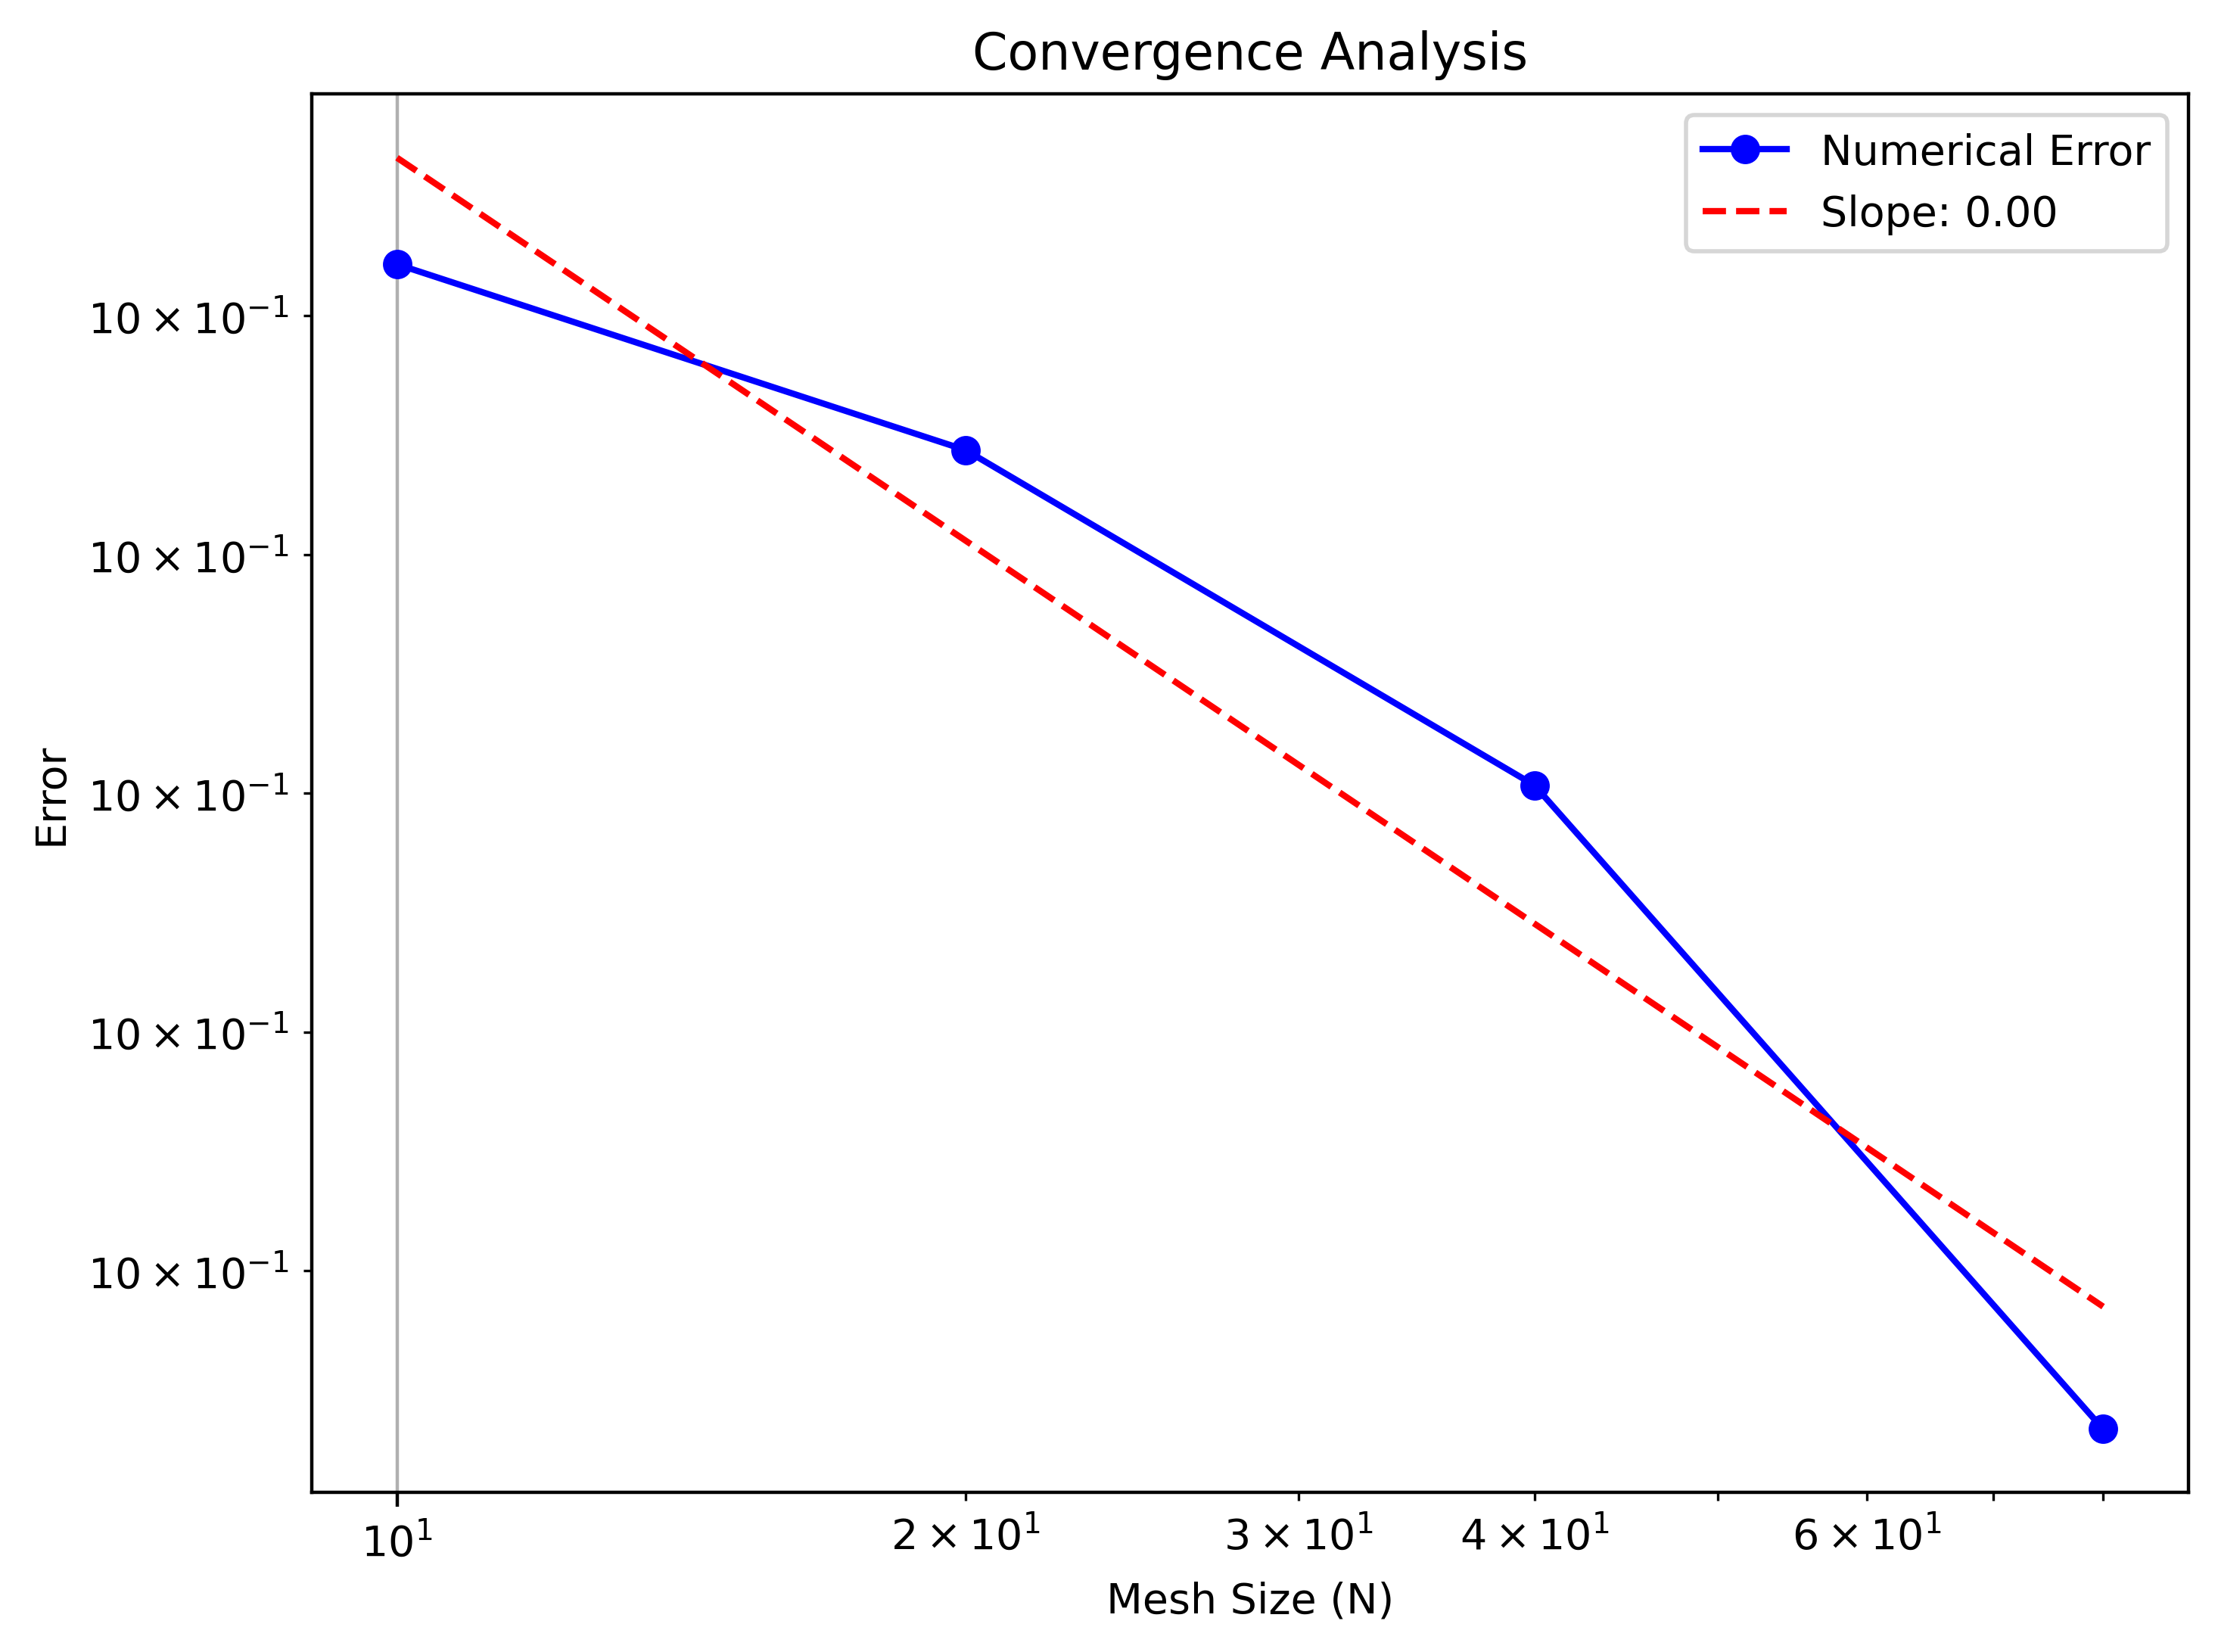 Convergence Analysis
Numerical Error
Slope: 0.00
10 × 10⁻¹
10 × 10⁻¹
10 × 10⁻¹
10 × 10⁻¹
10 × 10⁻¹
Error
10¹
2 × 10¹
3 × 10¹
4 × 10¹
6 × 10¹
Mesh Size (N)